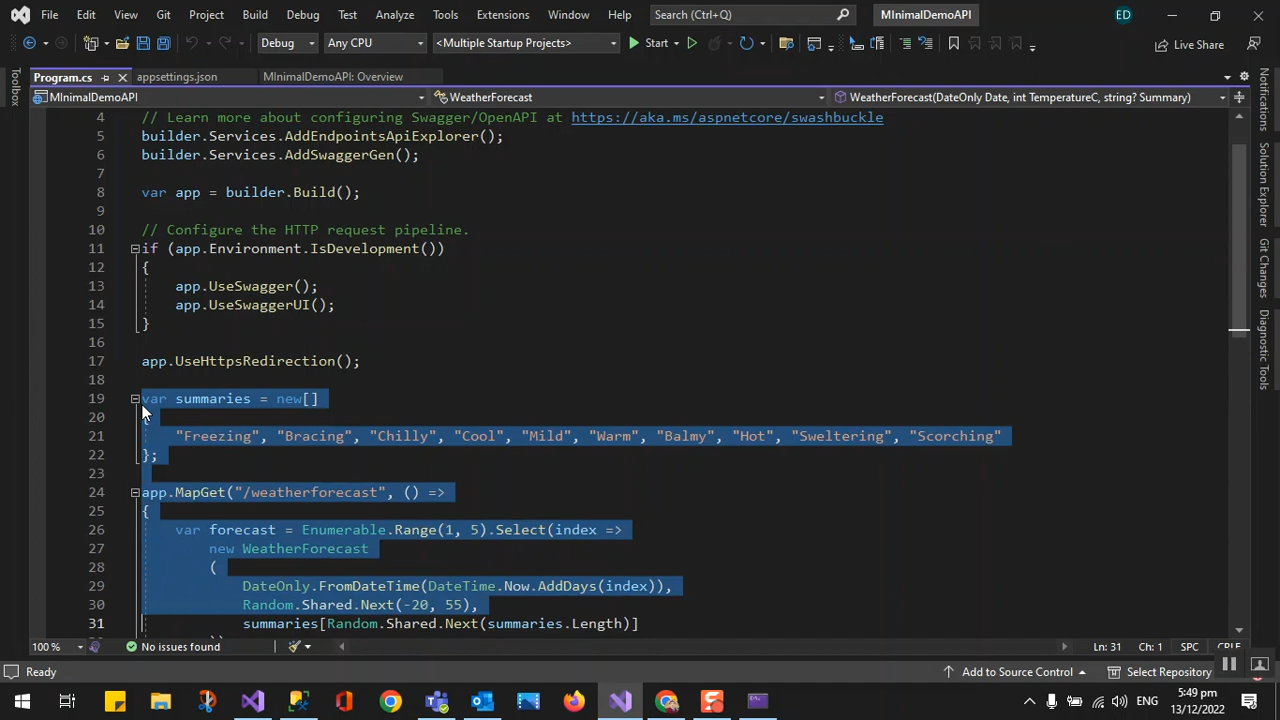 File Edit View Git Project Build Debug Test Analyze Tools Extensions Window Help Search (Ctrl+Q) MInimalDemoAPI ED
Debug Any CPU <Multiple Startup Projects> Start Live Share
Program.cs appsettings.json MInimalDemoAPI: Overview
MInimalDemoAPI WeatherForecast WeatherForecast(DateOnly Date, int TemperatureC, string? Summary)
4 // Learn more about configuring Swagger/OpenAPI at https://aka.ms/aspnetcore/swashbuckle
5 builder.Services.AddEndpointsApiExplorer();
6 builder.Services.AddSwaggerGen();
7
8 var app = builder.Build();
9
10 // Configure the HTTP request pipeline.
11 if (app.Environment.IsDevelopment())
12 {
13 app.UseSwagger();
14 app.UseSwaggerUI();
15 }
16
17 app.UseHttpsRedirection();
18
19 var summaries = new[]
20 {
21 "Freezing", "Bracing", "Chilly", "Cool", "Mild", "Warm", "Balmy", "Hot", "Sweltering", "Scorching"
22 };
23
24 app.MapGet("/weatherforecast", () =>
25 {
26 var forecast = Enumerable.Range(1, 5).Select(index =>
27 new WeatherForecast
28 (
29 DateOnly.FromDateTime(DateTime.Now.AddDays(index)),
30 Random.Shared.Next(-20, 55),
31 summaries[Random.Shared.Next(summaries.Length)]
Toolbox
Notifications
Solution Explorer
Git Changes
Diagnostic Tools
100 % No issues found Ln: 31 Ch: 1 SPC CRLF
Ready Add to Source Control Select Repository
ENG 5:49 pm
13/12/2022